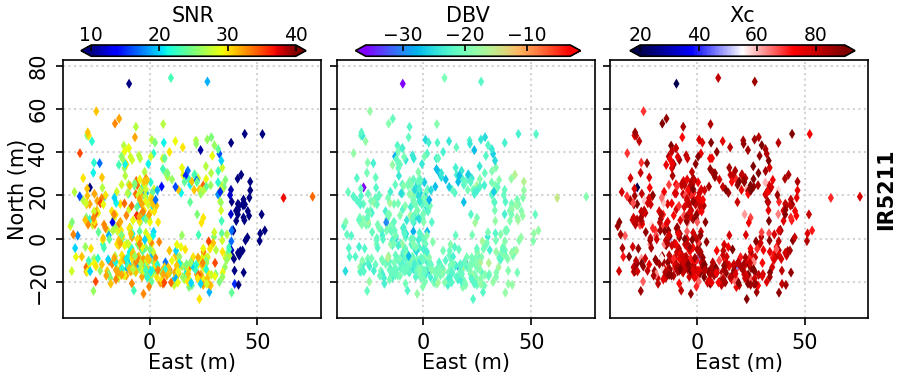 SNR
DBV
Xc
10 20 30 40
−30 −20 −10
20 40 60 80
80
60
40
20
0
−20
North (m)
0 50
0 50
0 50
East (m)
East (m)
East (m)
IR5211